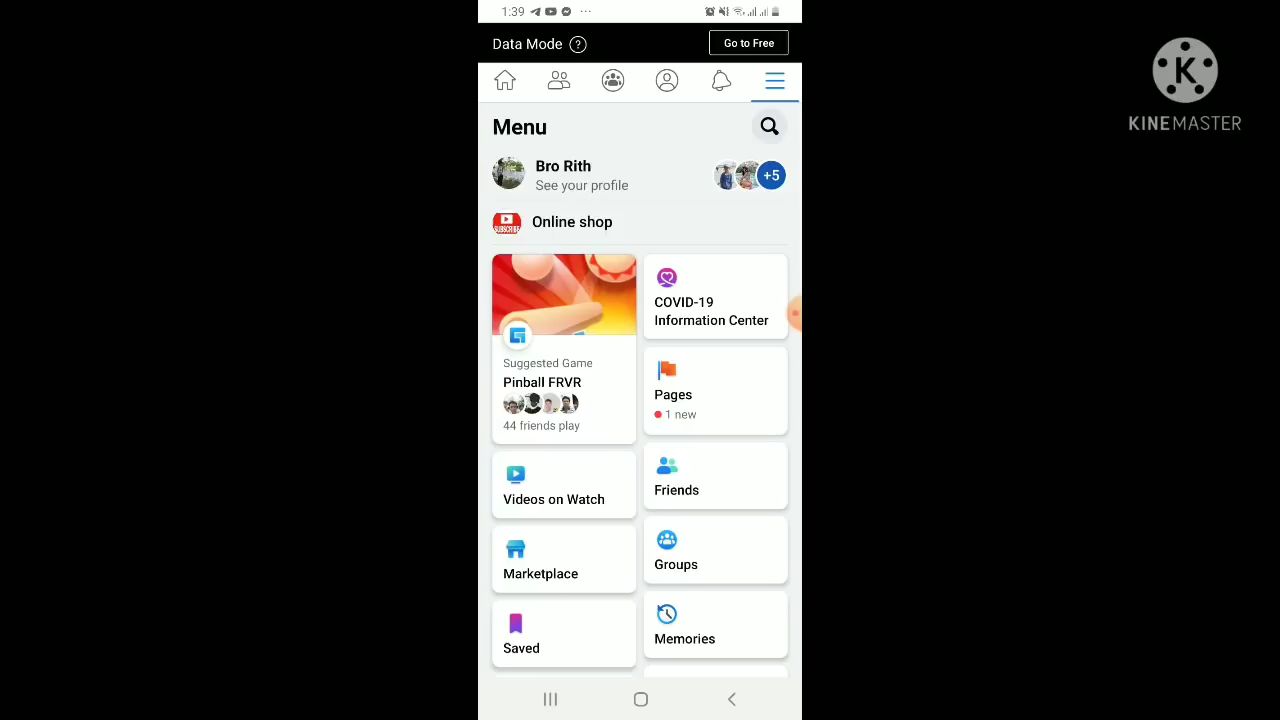 1:39
Data Mode ?
Go to Free
Menu
Bro Rith
See your profile
+5
SUBSCRIBE
Online shop
Suggested Game
Pinball FRVR
44 friends play
COVID-19
Information Center
Pages
1 new
Videos on Watch
Friends
Marketplace
Groups
Saved
Memories
K
KINEMASTER